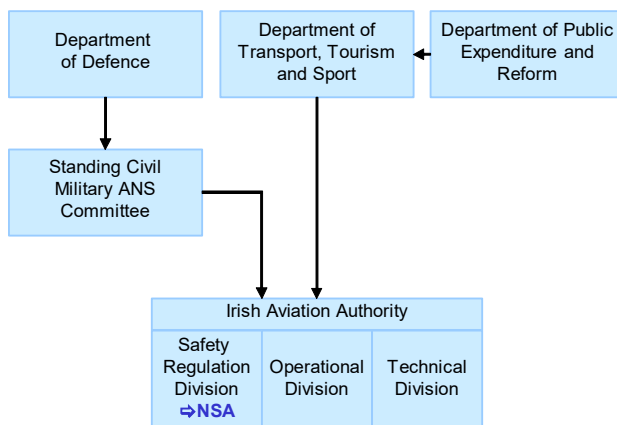 Department
of Defence
Department of
Transport, Tourism
and Sport
Department of Public
Expenditure and
Reform
Standing Civil
Military ANS
Committee
Irish Aviation Authority
Safety
Regulation
Division
⇨NSA
Operational
Division
Technical
Division